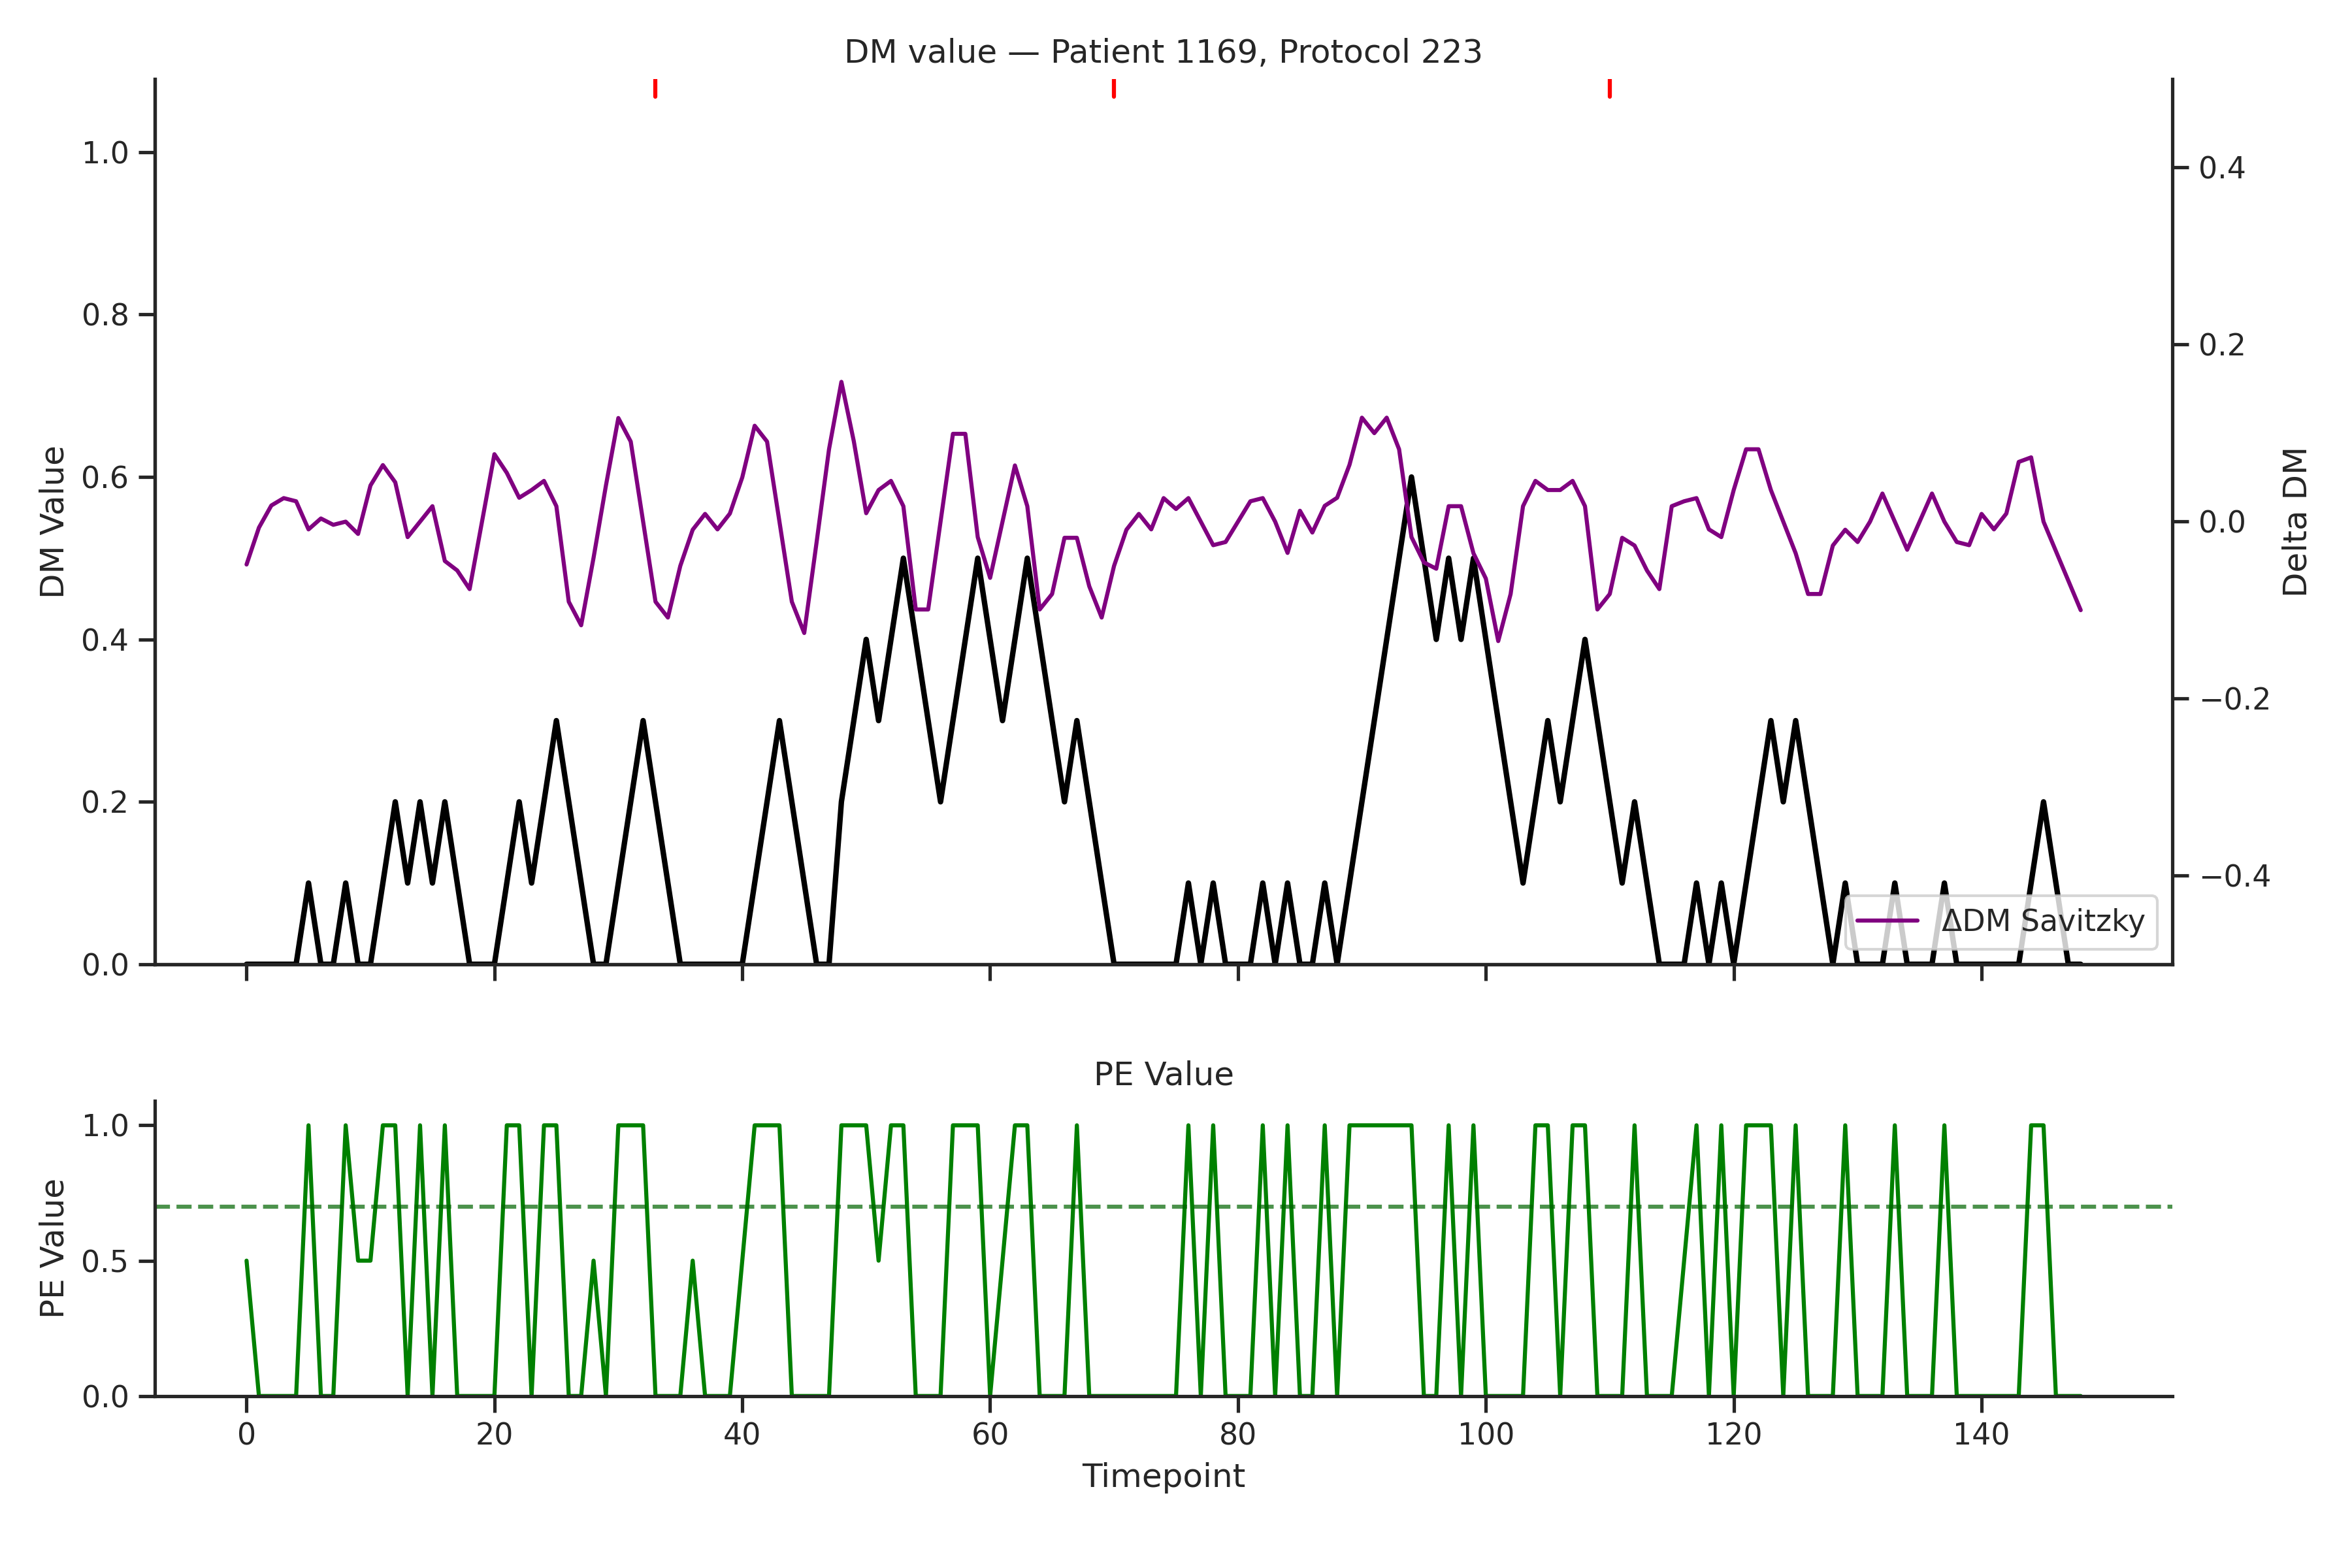 DM value — Patient 1169, Protocol 223
1.0
0.8
0.6
0.4
0.2
0.0
DM Value
0.4
0.2
0.0
−0.2
−0.4
Delta DM
ΔDM Savitzky
PE Value
1.0
0.5
0.0
PE Value
0 20 40 60 80 100 120 140
Timepoint